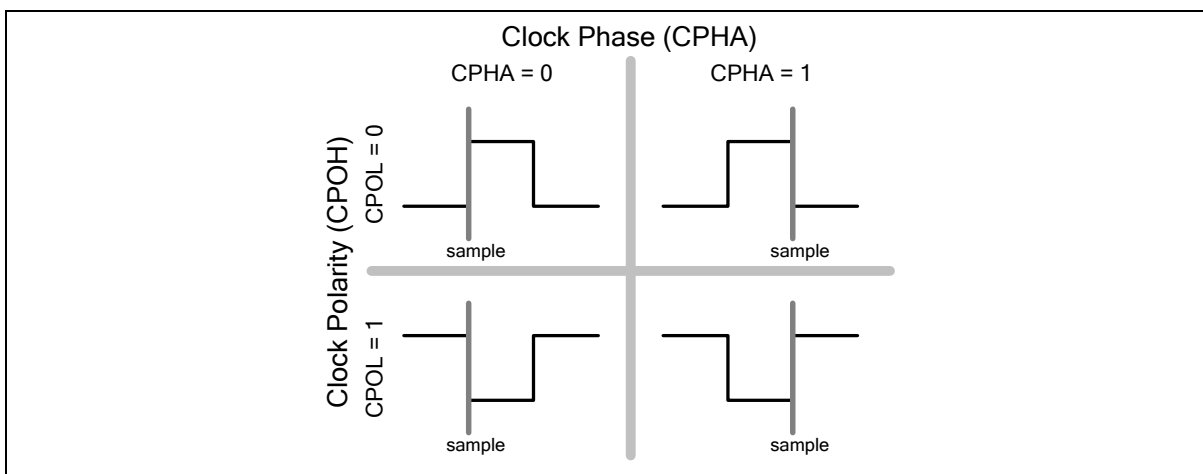 Clock Phase (CPHA)
CPHA = 0
CPHA = 1
Clock Polarity (CPOH)
CPOL = 0
sample
sample
CPOL = 1
sample
sample